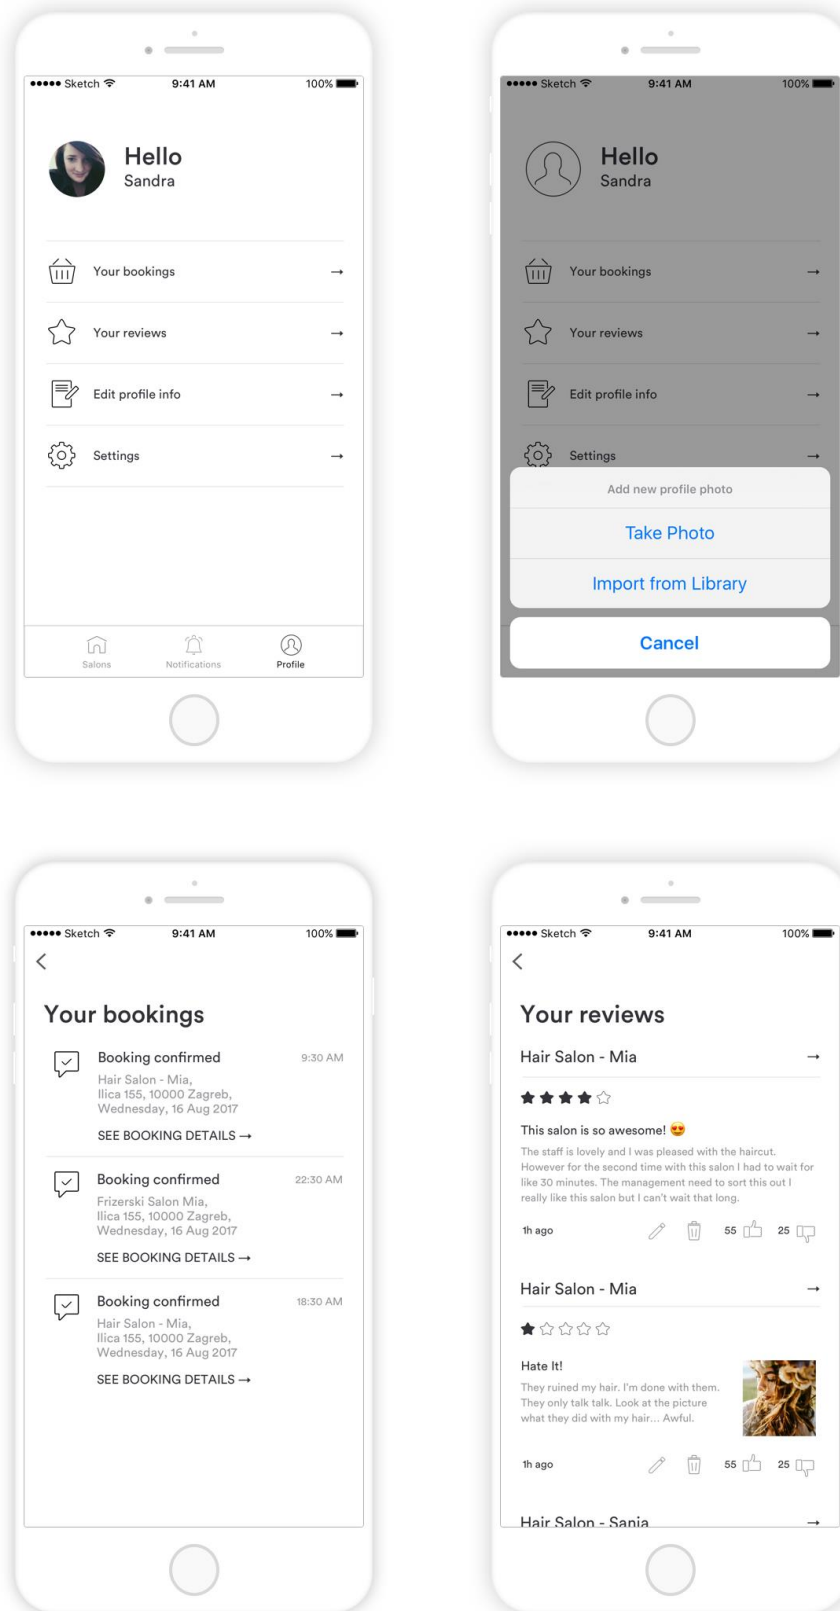 Sketch 9:41 AM 100%
Hello
Sandra
Your bookings →
Your reviews →
Edit profile info →
Settings →
Salons Notifications Profile
Sketch 9:41 AM 100%
Hello
Sandra
Your bookings →
Your reviews →
Edit profile info →
Settings →
Add new profile photo
Take Photo
Import from Library
Cancel
Sketch 9:41 AM 100%
Your bookings
Booking confirmed 9:30 AM
Hair Salon - Mia,
Ilica 155, 10000 Zagreb,
Wednesday, 16 Aug 2017
SEE BOOKING DETAILS →
Booking confirmed 22:30 AM
Frizerski Salon Mia,
Ilica 155, 10000 Zagreb,
Wednesday, 16 Aug 2017
SEE BOOKING DETAILS →
Booking confirmed 18:30 AM
Hair Salon - Mia,
Ilica 155, 10000 Zagreb,
Wednesday, 16 Aug 2017
SEE BOOKING DETAILS →
Sketch 9:41 AM 100%
Your reviews
Hair Salon - Mia →
This salon is so awesome! 😍
The staff is lovely and I was pleased with the haircut.
However for the second time with this salon I had to wait for
like 30 minutes. The management need to sort this out I
really like this salon but I can't wait that long.
1h ago 55 25
Hair Salon - Mia →
Hate It!
They ruined my hair. I'm done with them.
They only talk talk. Look at the picture
what they did with my hair... Awful.
1h ago 55 25
Hair Salon - Sanja →